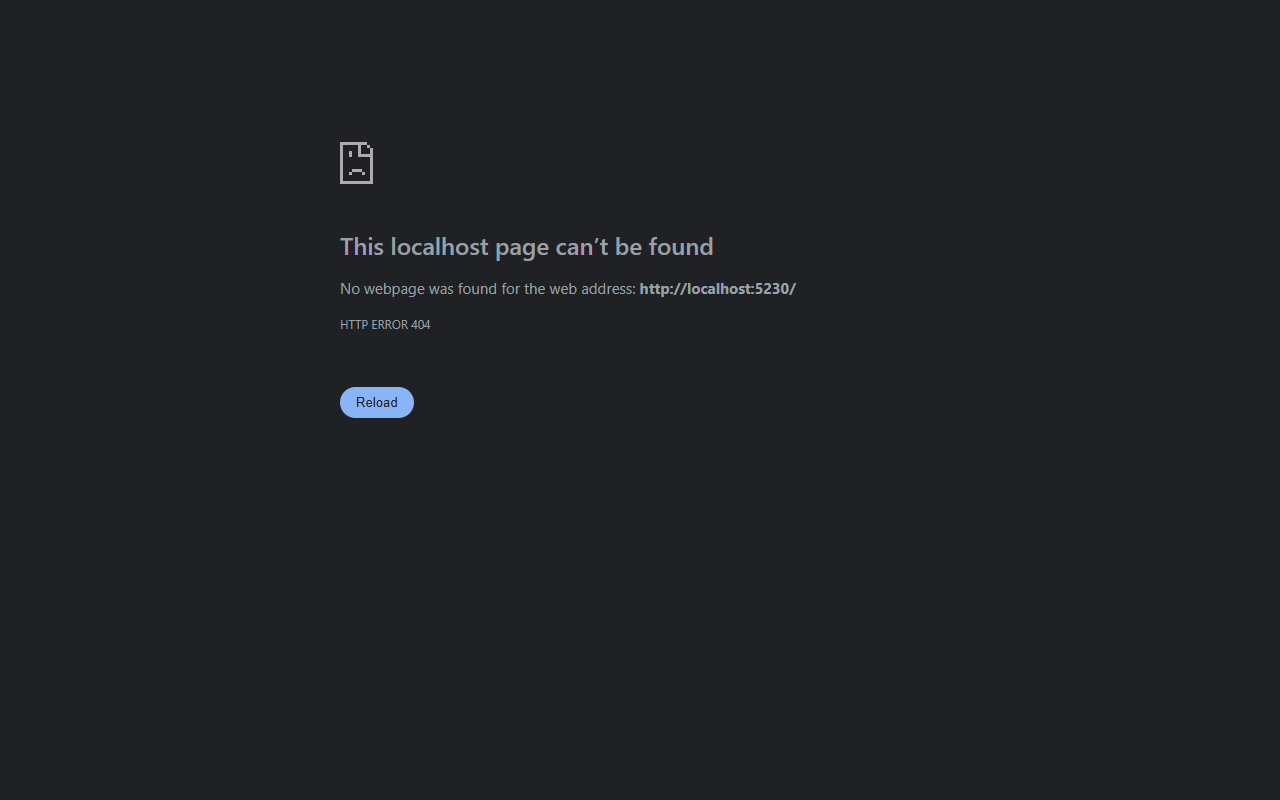 This localhost page can’t be found
No webpage was found for the web address: http://localhost:5230/
HTTP ERROR 404
Reload